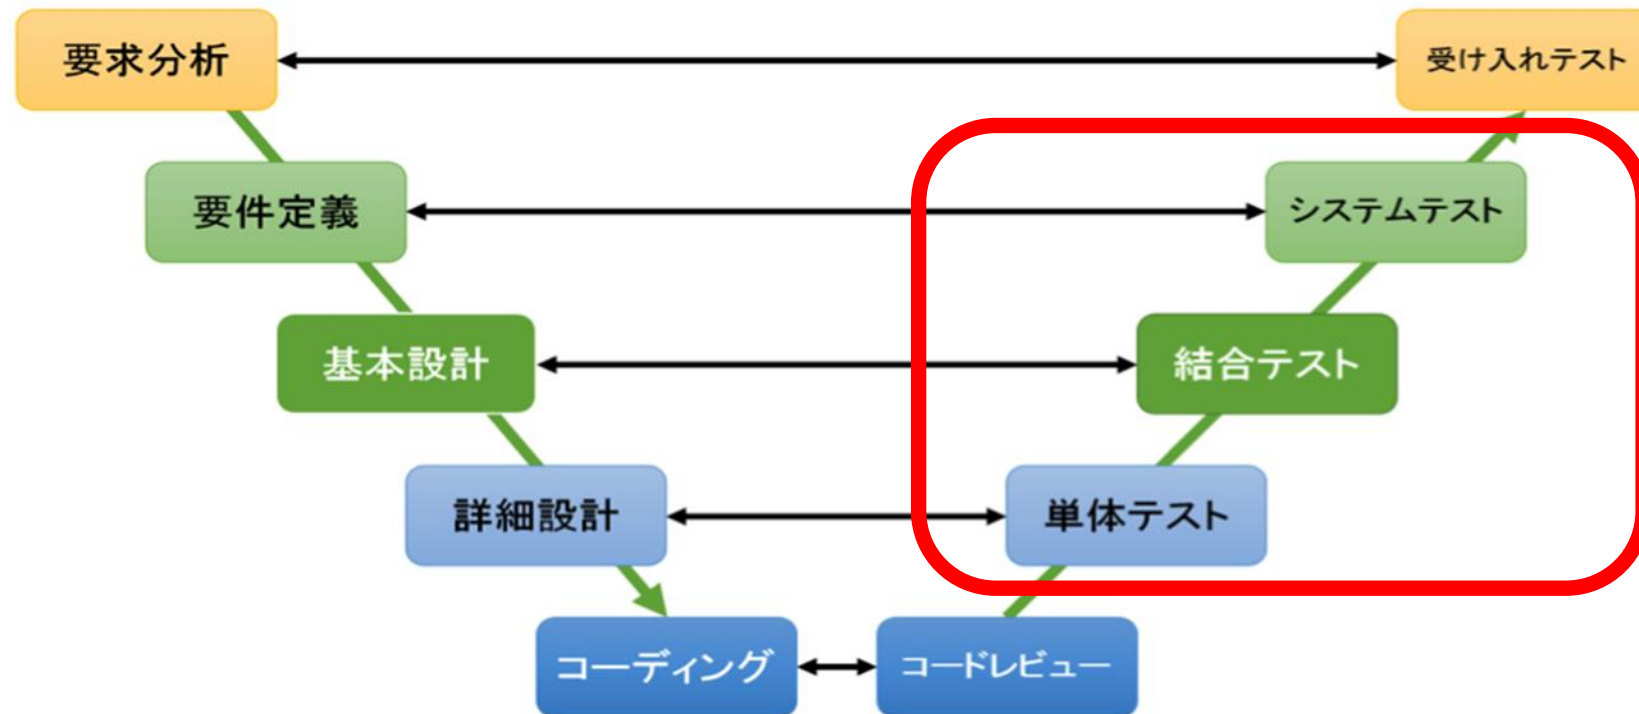 要求分析
受け入れテスト
要件定義
システムテスト
基本設計
結合テスト
詳細設計
単体テスト
コーディング
コードレビュー